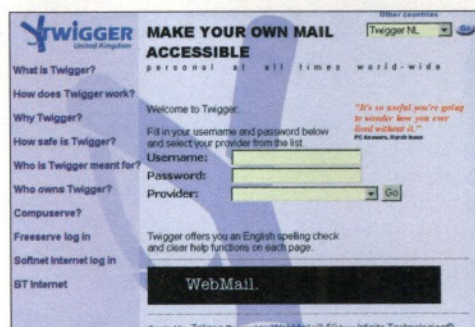 TWIGGER
United Kingdom
What is Twigger?
How does Twigger work?
Why Twigger?
How safe is Twigger?
Who is Twigger meant for?
Who owns Twigger?
Compuserve?
Freeserve log in
Softnet Internet log in
BT Internet
Other countries
Twigger NL
MAKE YOUR OWN MAIL
ACCESSIBLE
personal at all times world-wide
Welcome to Twigger.
"It's so useful you're going
to wonder how you ever
lived without it."
PC Answers, March issue
Fill in your username and password below
and select your provider from the list.
Username:
Password:
Provider:
Go
Twigger offers you an English spelling check
and clear help functions on each page.
WebMail.